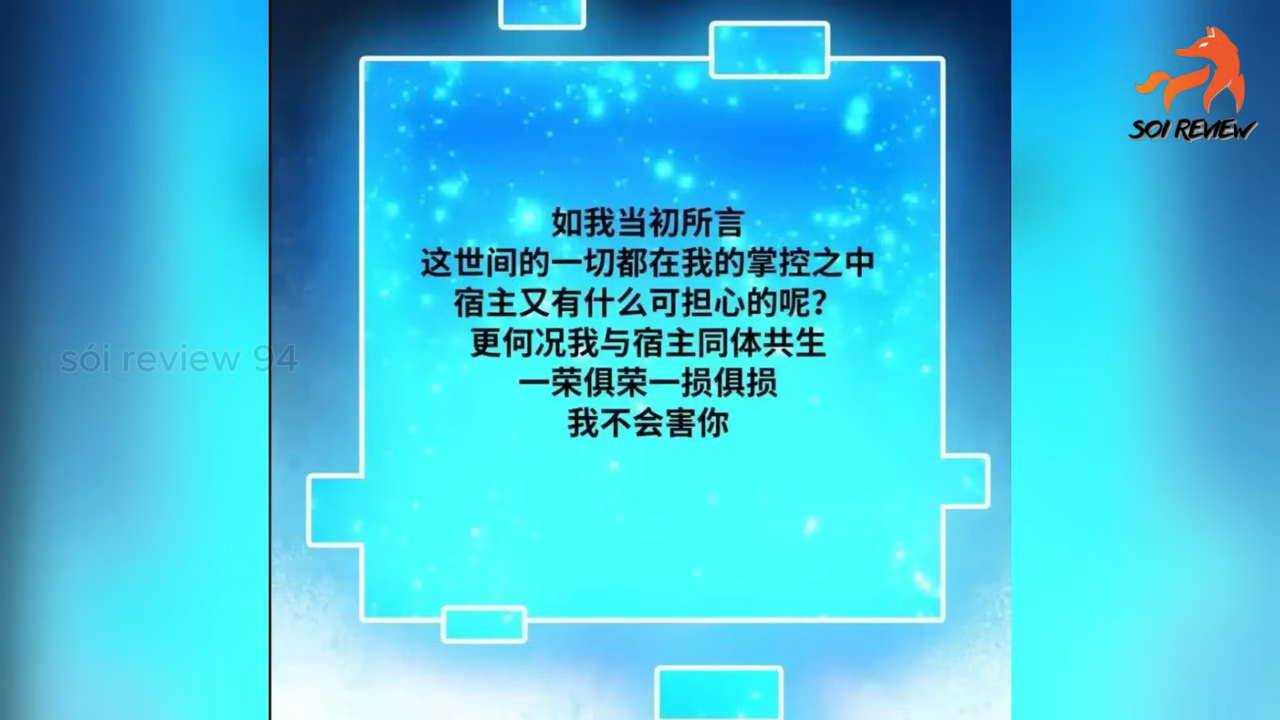 SOI REVIEW
如我当初所言
这世间的一切都在我的掌控之中
宿主又有什么可担心的呢?
更何况我与宿主同体共生
一荣俱荣一损俱损
我不会害你
sói review 94